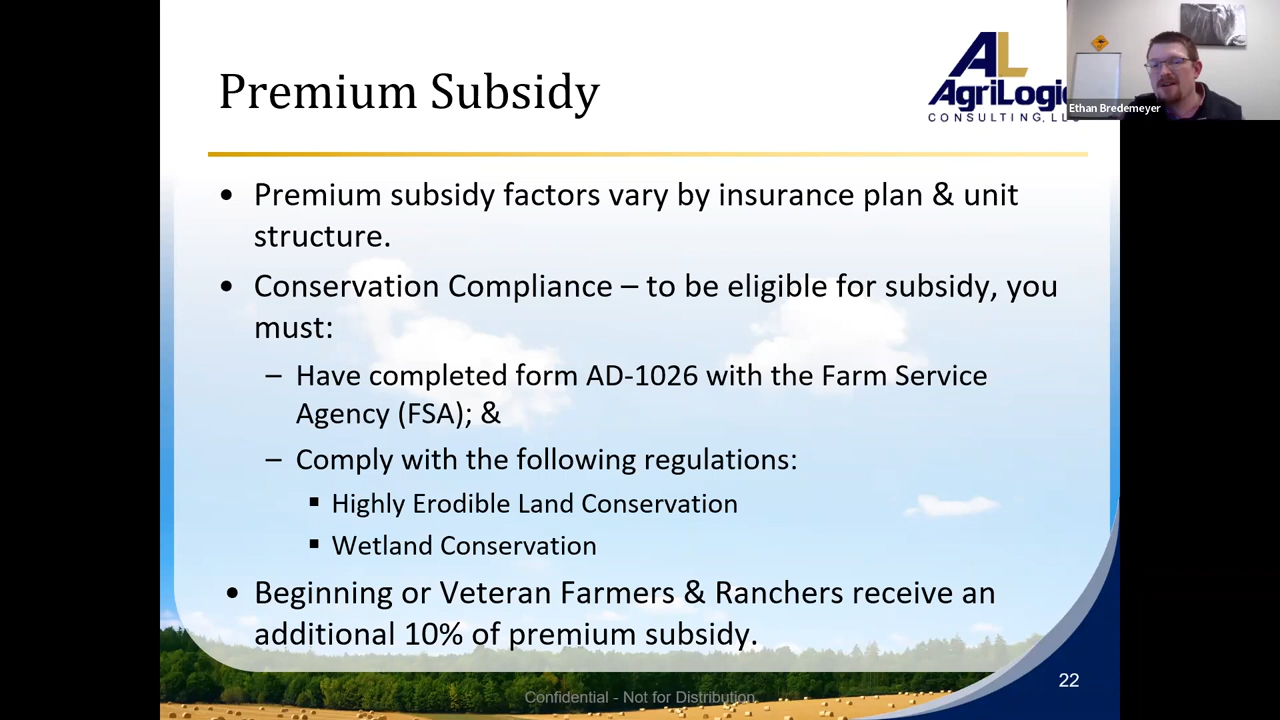 Premium Subsidy
AL
AgriLogic
CONSULTING, LLC
Ethan Bredemeyer
• Premium subsidy factors vary by insurance plan & unit
structure.
• Conservation Compliance – to be eligible for subsidy, you
must:
– Have completed form AD-1026 with the Farm Service
Agency (FSA); &
– Comply with the following regulations:
▪ Highly Erodible Land Conservation
▪ Wetland Conservation
• Beginning or Veteran Farmers & Ranchers receive an
additional 10% of premium subsidy.
22
Confidential - Not for Distribution